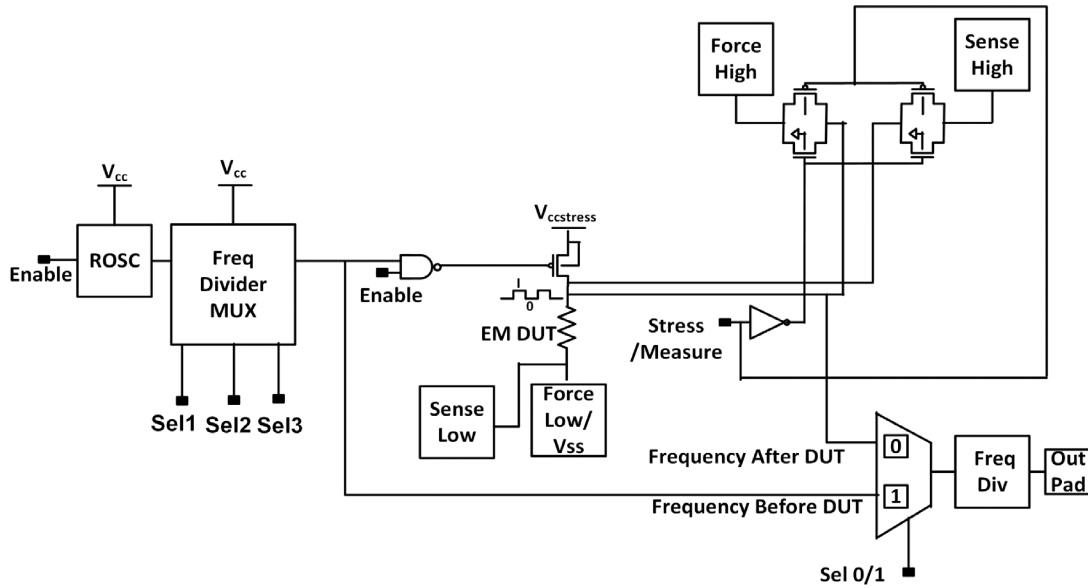 Force
High
Sense
High
Vcc
Vcc
Vccstress
ROSC
Freq
Divider
MUX
Enable
Enable
1
0
EM DUT
Stress
/Measure
Sel1
Sel2
Sel3
Sense
Low
Force
Low/
Vss
Frequency After DUT
0
Frequency Before DUT
1
Freq
Div
Out
Pad
Sel 0/1